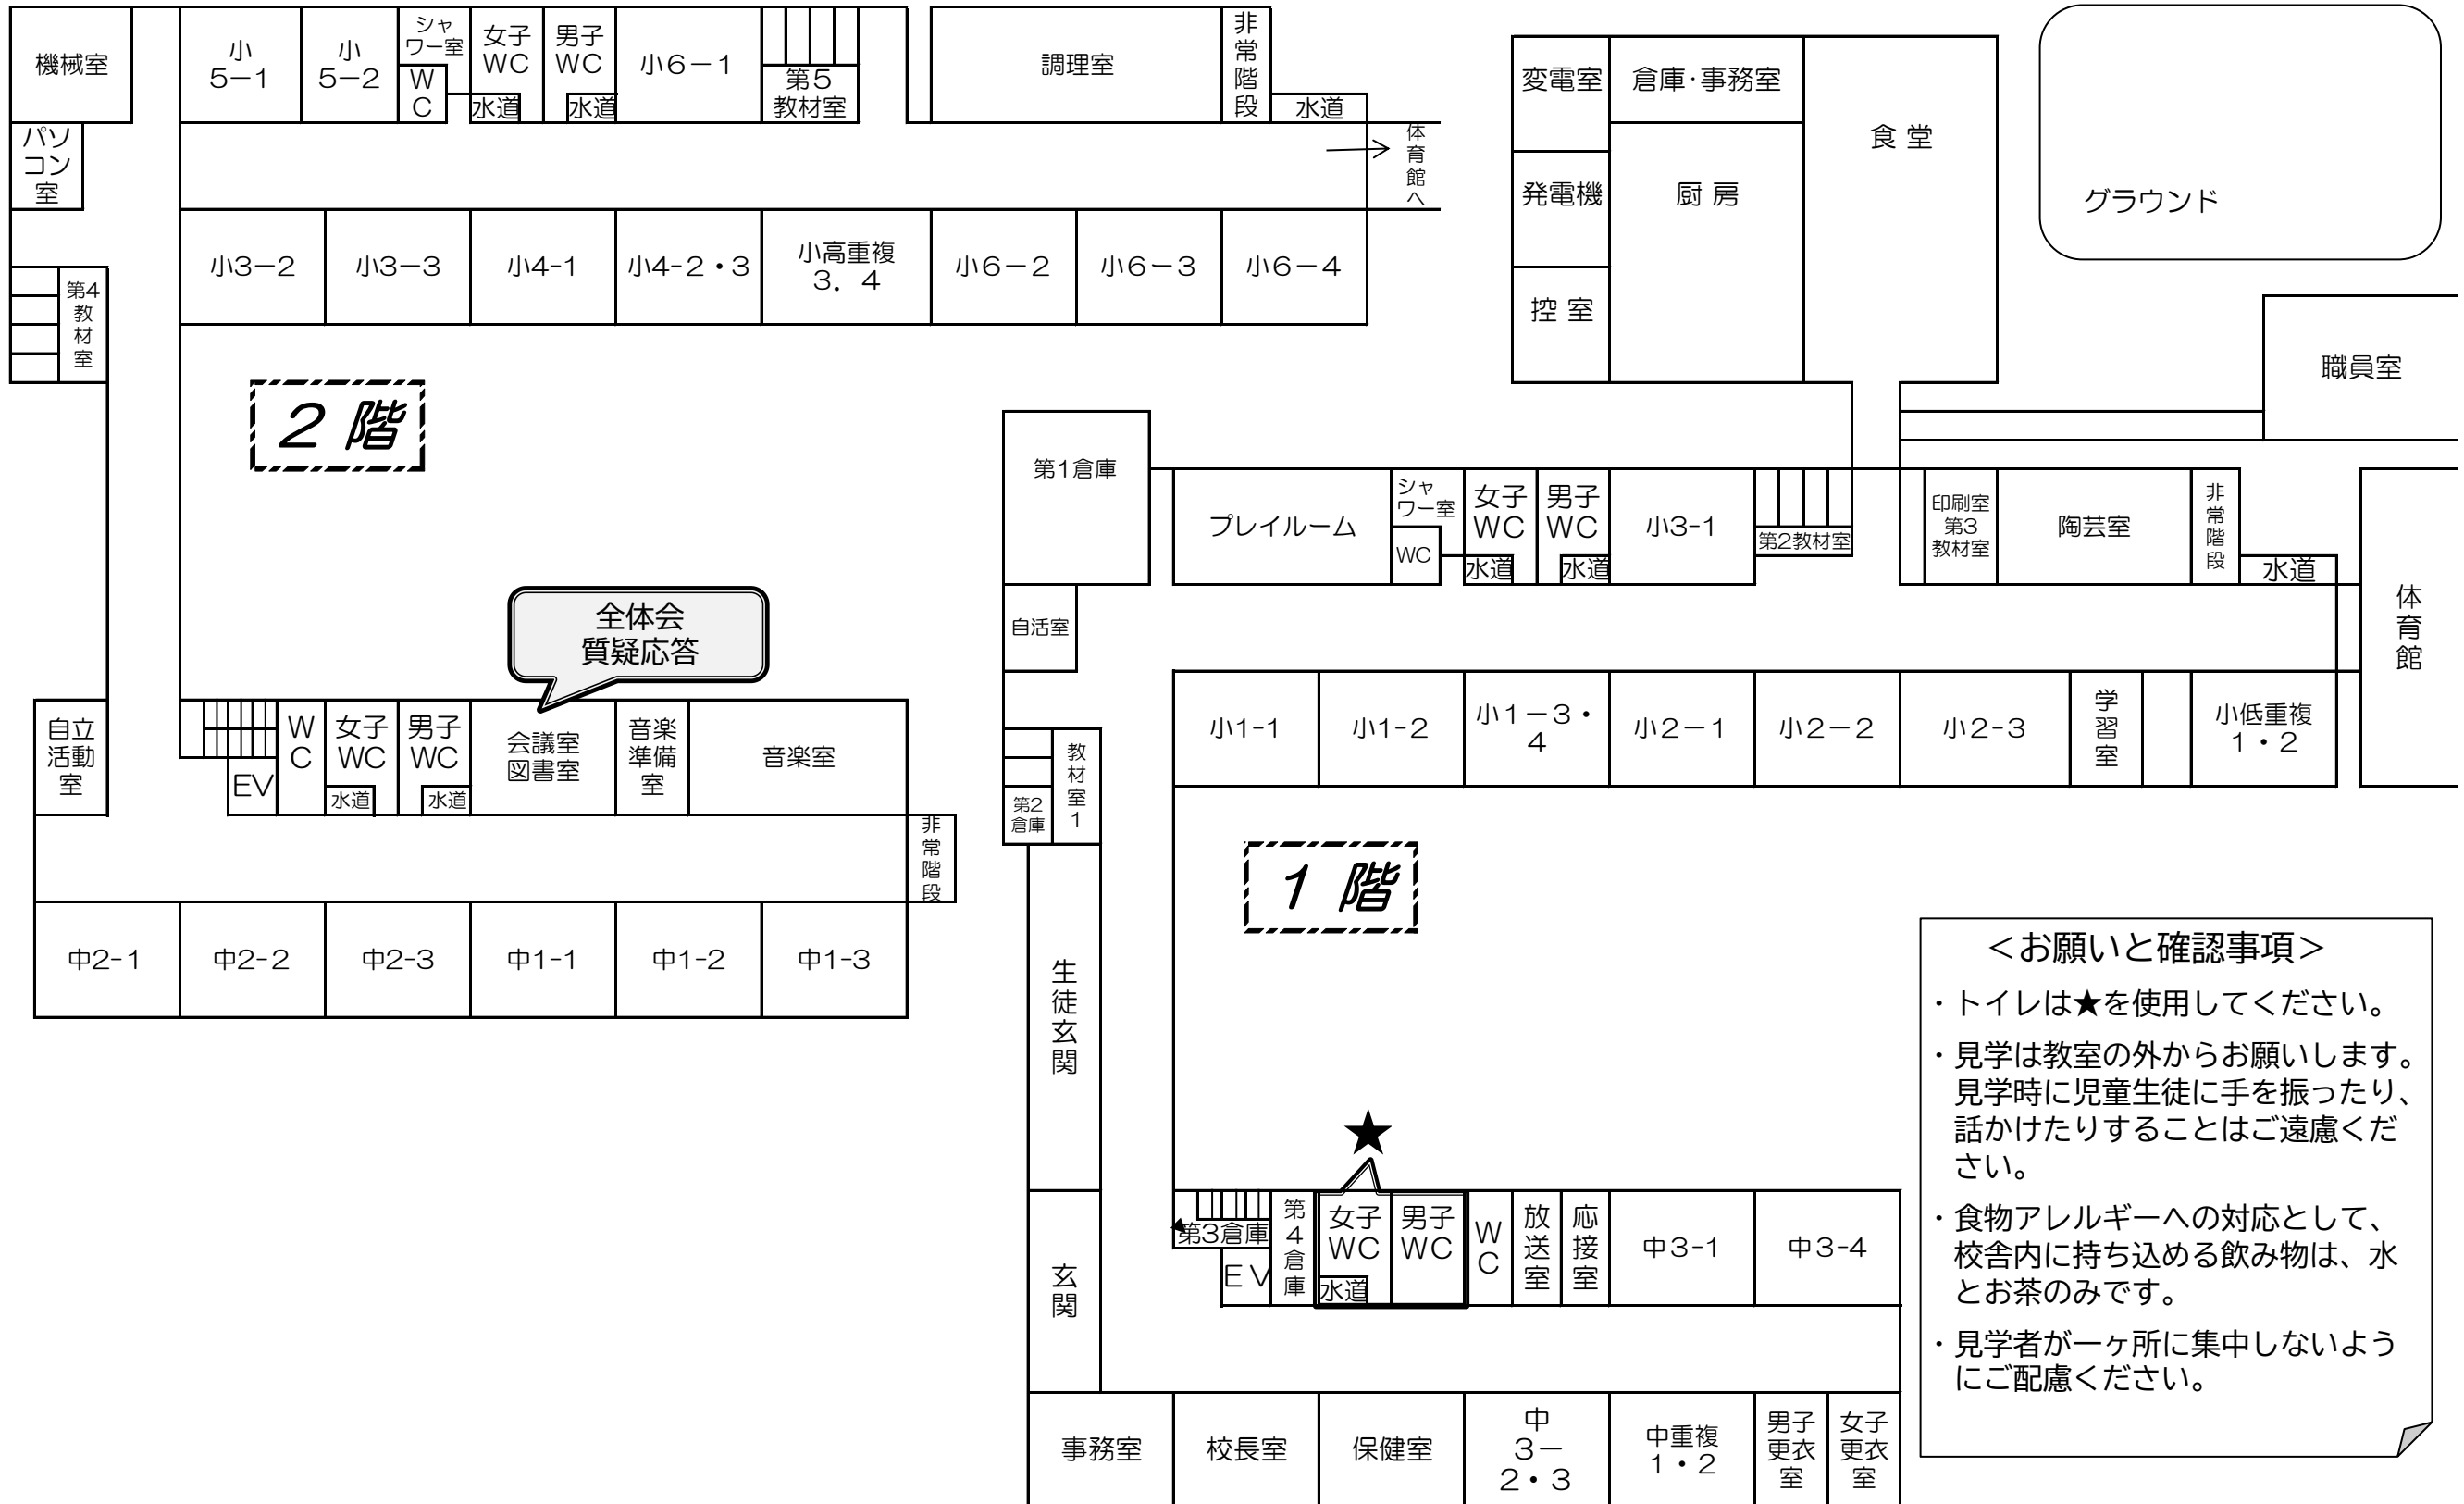 機械室
小
5－1
小
5－2
シャ
ワー室
W
C
女子
WC
水道
男子
WC
水道
小6－1
第5
教材室
調理室
非
常
階
段
水道
パソ
コン
室
体
育
館
へ
小3－2
小3－3
小4-1
小4-2・3
小高重複
3．4
小6－2
小6－3
小6－4
第4
教
材
室
2 階
全体会
質疑応答
自立
活動
室
EV
W
C
女子
WC
水道
男子
WC
水道
会議室
図書室
音楽
準備
室
音楽室
非
常
階
段
中2-1
中2-2
中2-3
中1-1
中1-2
中1-3
変電室
倉庫･事務室
食 堂
発電機
厨 房
控 室
グラウンド
職員室
第1倉庫
プレイルーム
シャ
ワー室
WC
女子
WC
水道
男子
WC
水道
小3-1
第2教材室
印刷室
第3
教材室
陶芸室
非
常
階
段
水道
体
育
館
自活室
小1-1
小1-2
小1－3・
4
小2－1
小2－2
小2-3
学
習
室
小低重複
1・2
教
材
室
1
第2
倉庫
1 階
生
徒
玄
関
玄
関
★
第3倉庫
EV
第
4
倉
庫
女子
WC
水道
男子
WC
W
C
放
送
室
応
接
室
中3-1
中3-4
事務室
校長室
保健室
中
3－
2・3
中重複
1・2
男子
更衣
室
女子
更衣
室
＜お願いと確認事項＞
・トイレは★を使用してください。
・見学は教室の外からお願いします。
見学時に児童生徒に手を振ったり、
話かけたりすることはご遠慮くだ
さい。
・食物アレルギーへの対応として、
校舎内に持ち込める飲み物は、水
とお茶のみです。
・見学者が一ヶ所に集中しないよう
にご配慮ください。